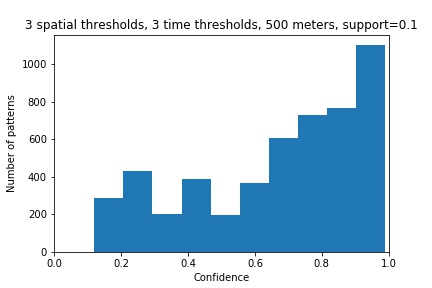 3 spatial thresholds, 3 time thresholds, 500 meters, support=0.1
Number of patterns
1000
800
600
400
200
0
0.0 0.2 0.4 0.6 0.8 1.0
Confidence